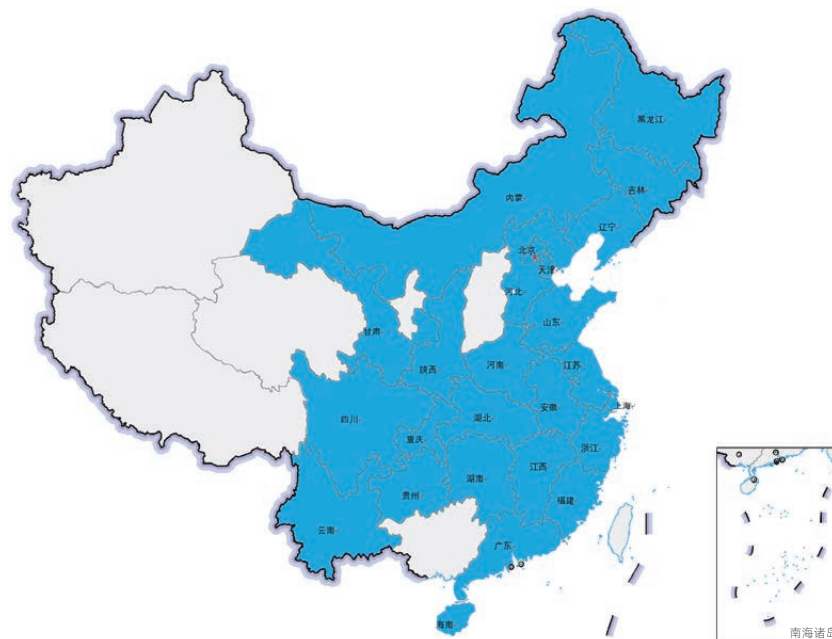 黑龙江
吉林
内蒙
辽宁
北京
天津
河北
山东
甘肃
陕西
河南
江苏
安徽
上海
四川
湖北
重庆
浙江
江西
湖南
贵州
福建
云南
广东
海南
南海诸岛